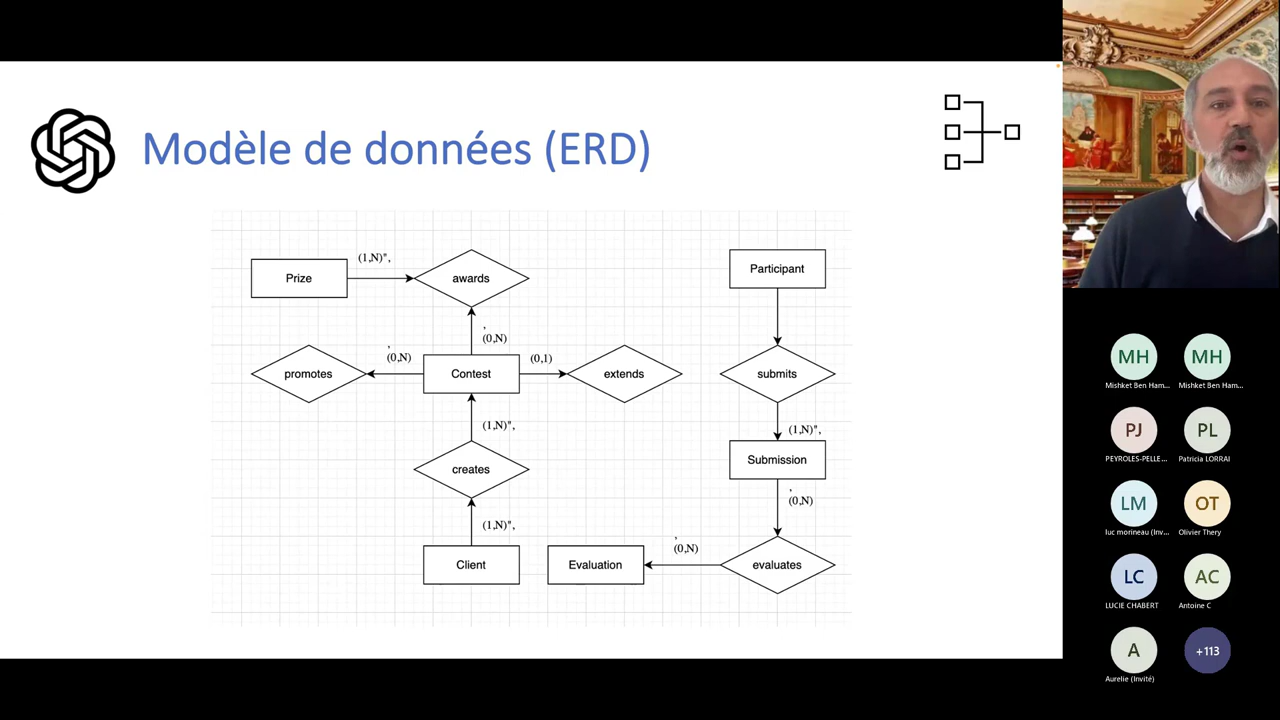 Modèle de données (ERD)
Prize
(1,N)",
awards
Participant
'
(0,N)
promotes
'
(0,N)
Contest
(0,1)
extends
submits
(1,N)",
(1,N)",
creates
Submission
'
(0,N)
(1,N)",
Client
Evaluation
'
(0,N)
evaluates
MH
MH
Mishket Ben Ham...
Mishket Ben Ham...
PJ
PL
PEYROLES-PELLE...
Patricia LORRAI
LM
OT
luc morineau (Inv...
Olivier Thery
LC
AC
LUCIE CHABERT
Antoine C
A
+113
Aurelie (Invité)